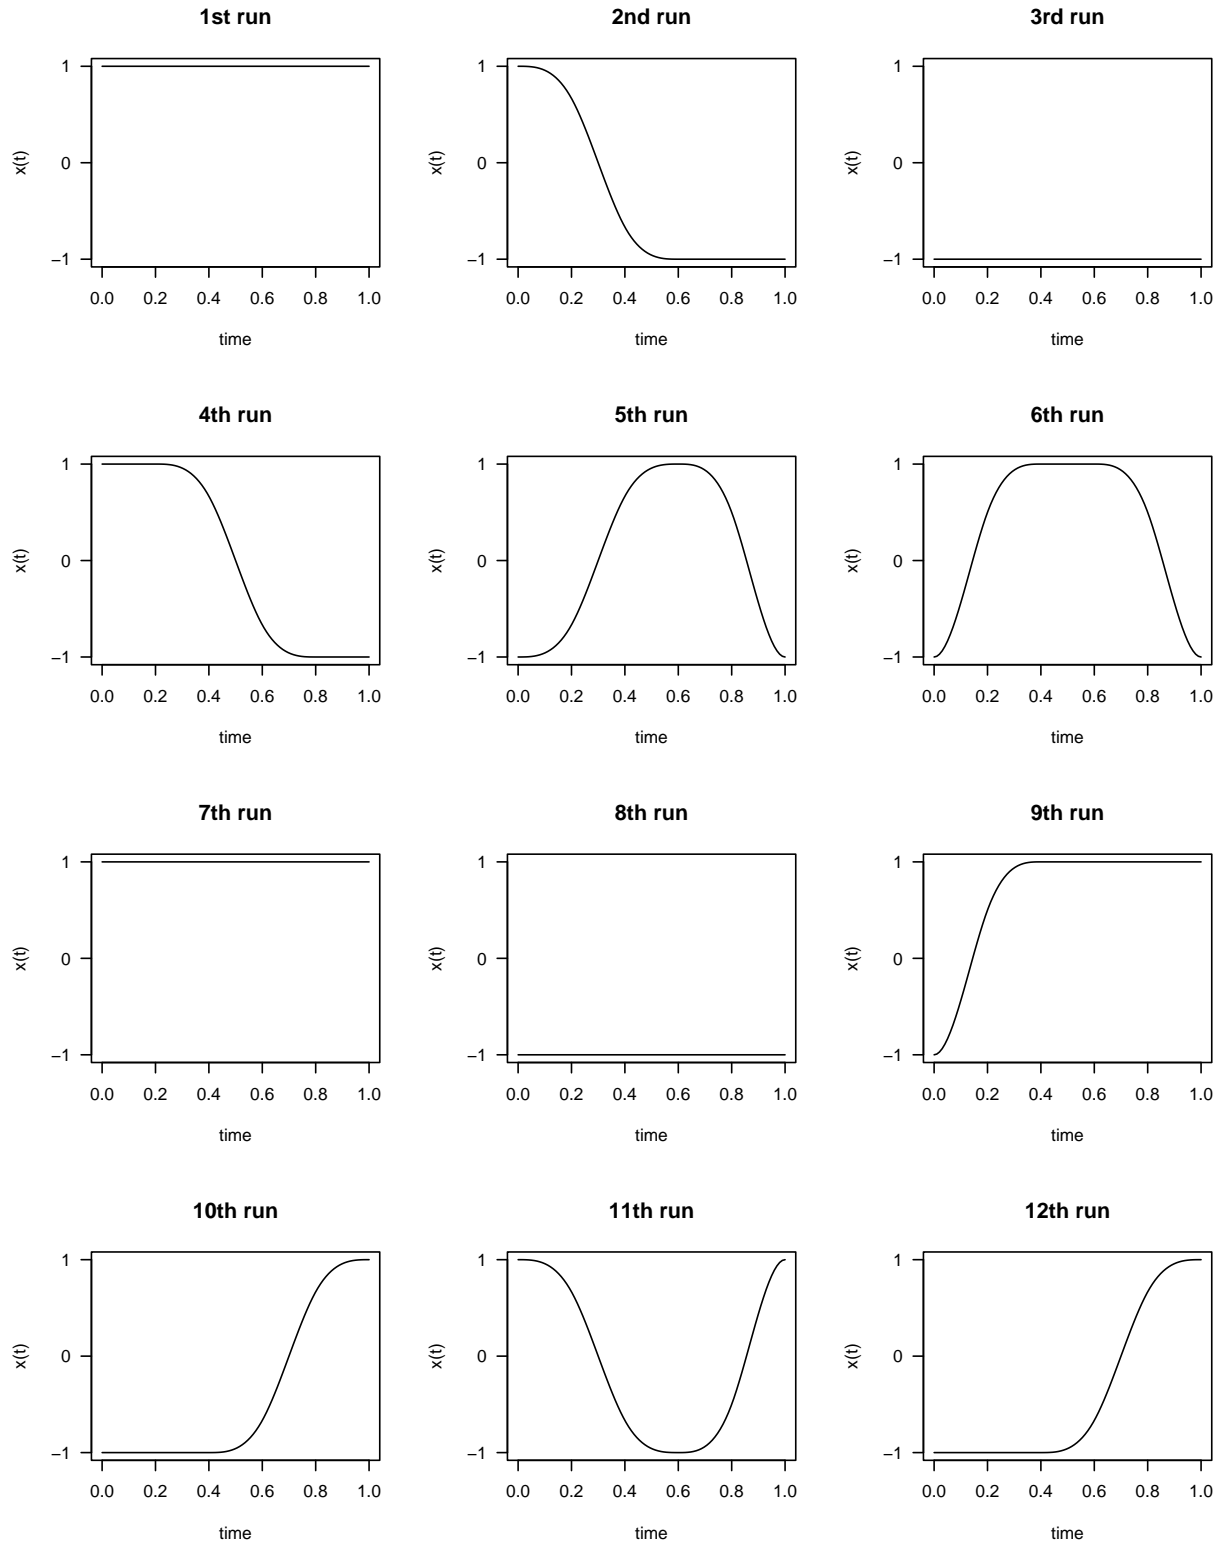 1st run 2nd run 3rd run
x(t) 1 x(t) 1 x(t) 1
0 0 0
−1 −1 −1
0.0 0.2 0.4 0.6 0.8 1.0 0.0 0.2 0.4 0.6 0.8 1.0 0.0 0.2 0.4 0.6 0.8 1.0
time time time
4th run 5th run 6th run
x(t) 1 x(t) 1 x(t) 1
0 0 0
−1 −1 −1
0.0 0.2 0.4 0.6 0.8 1.0 0.0 0.2 0.4 0.6 0.8 1.0 0.0 0.2 0.4 0.6 0.8 1.0
time time time
7th run 8th run 9th run
x(t) 1 x(t) 1 x(t) 1
0 0 0
−1 −1 −1
0.0 0.2 0.4 0.6 0.8 1.0 0.0 0.2 0.4 0.6 0.8 1.0 0.0 0.2 0.4 0.6 0.8 1.0
time time time
10th run 11th run 12th run
x(t) 1 x(t) 1 x(t) 1
0 0 0
−1 −1 −1
0.0 0.2 0.4 0.6 0.8 1.0 0.0 0.2 0.4 0.6 0.8 1.0 0.0 0.2 0.4 0.6 0.8 1.0
time time time